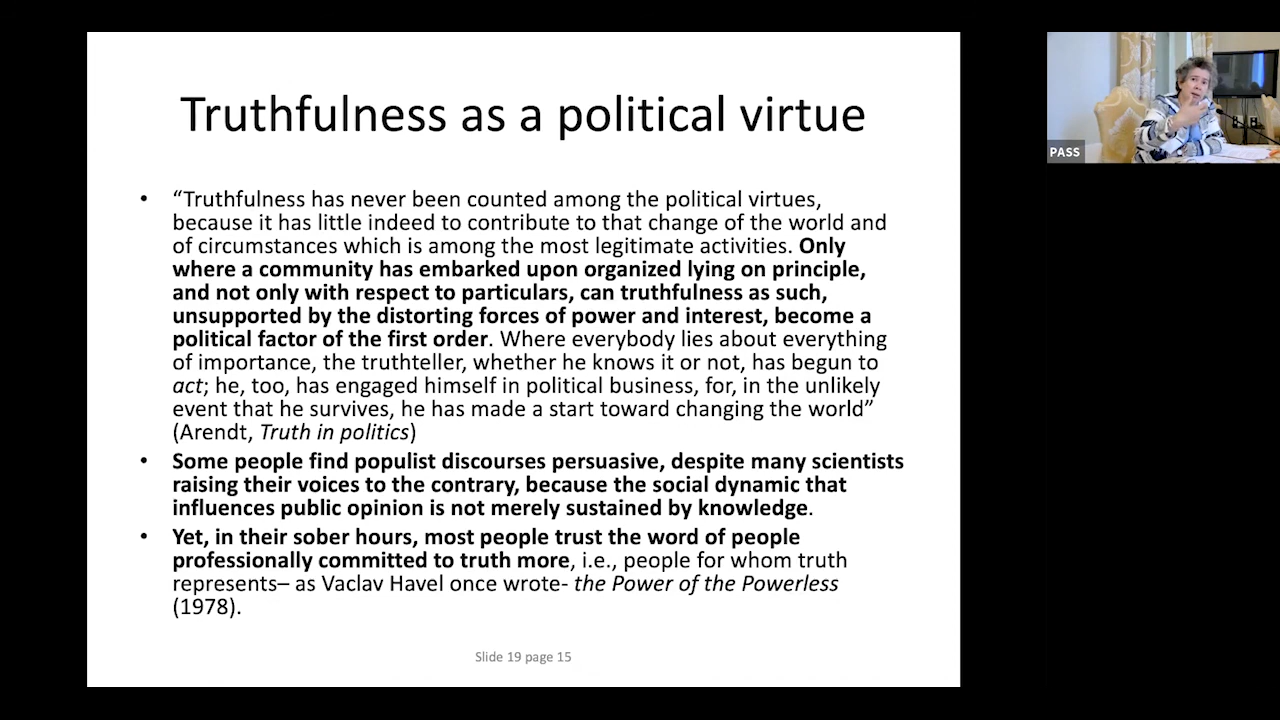 Truthfulness as a political virtue
• “Truthfulness has never been counted among the political virtues,
because it has little indeed to contribute to that change of the world and
of circumstances which is among the most legitimate activities. Only
where a community has embarked upon organized lying on principle,
and not only with respect to particulars, can truthfulness as such,
unsupported by the distorting forces of power and interest, become a
political factor of the first order. Where everybody lies about everything
of importance, the truthteller, whether he knows it or not, has begun to
act; he, too, has engaged himself in political business, for, in the unlikely
event that he survives, he has made a start toward changing the world”
(Arendt, Truth in politics)
• Some people find populist discourses persuasive, despite many scientists
raising their voices to the contrary, because the social dynamic that
influences public opinion is not merely sustained by knowledge.
• Yet, in their sober hours, most people trust the word of people
professionally committed to truth more, i.e., people for whom truth
represents– as Vaclav Havel once wrote- the Power of the Powerless
(1978).
Slide 19 page 15
PASS